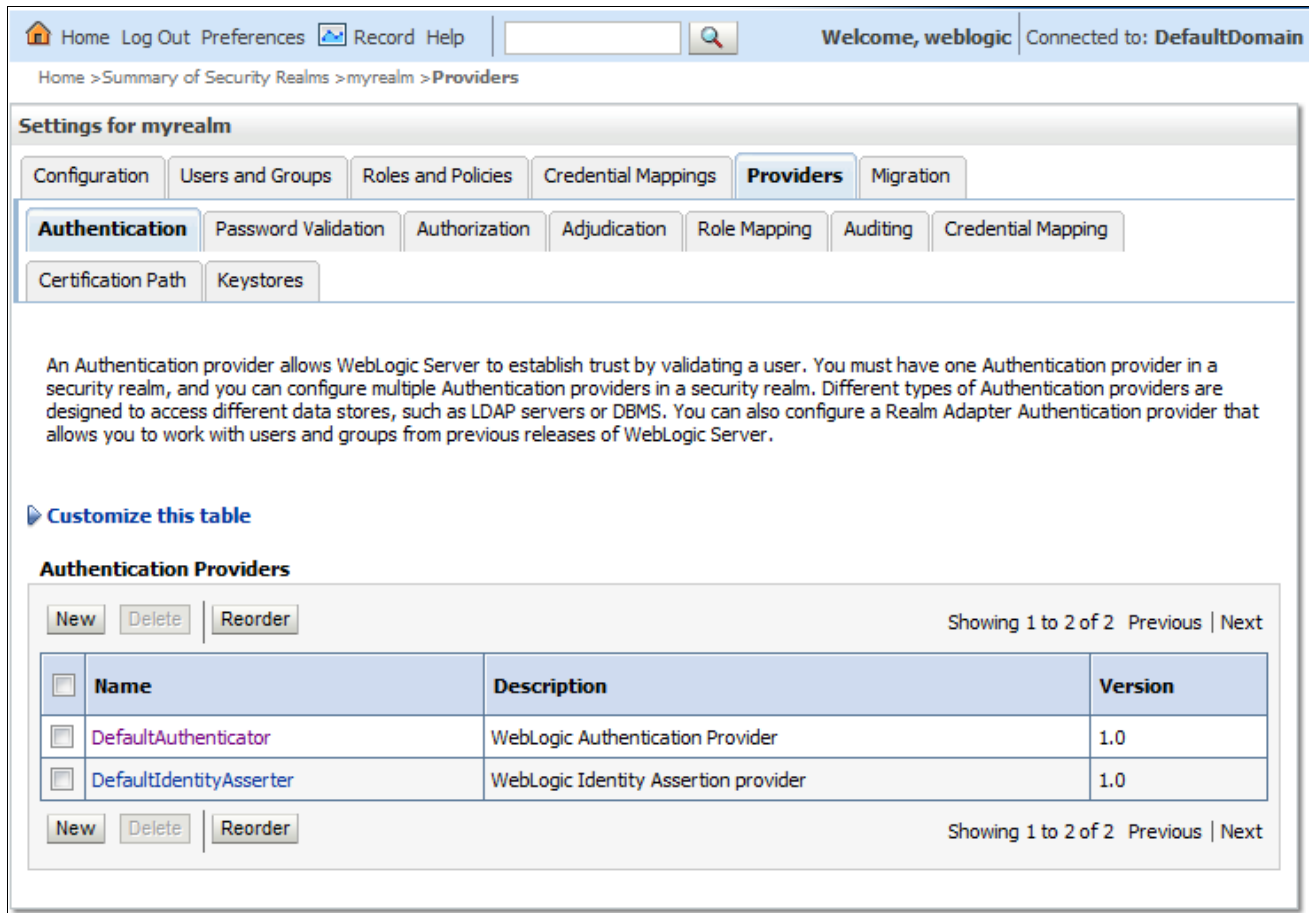 Home Log Out Preferences Record Help Welcome, weblogic Connected to: DefaultDomain
Home >Summary of Security Realms >myrealm >Providers
Settings for myrealm
Configuration Users and Groups Roles and Policies Credential Mappings Providers Migration
Authentication Password Validation Authorization Adjudication Role Mapping Auditing Credential Mapping
Certification Path Keystores
An Authentication provider allows WebLogic Server to establish trust by validating a user. You must have one Authentication provider in a
security realm, and you can configure multiple Authentication providers in a security realm. Different types of Authentication providers are
designed to access different data stores, such as LDAP servers or DBMS. You can also configure a Realm Adapter Authentication provider that
allows you to work with users and groups from previous releases of WebLogic Server.
Customize this table
Authentication Providers
New Delete Reorder Showing 1 to 2 of 2 Previous | Next
Name Description Version
DefaultAuthenticator WebLogic Authentication Provider 1.0
DefaultIdentityAsserter WebLogic Identity Assertion provider 1.0
New Delete Reorder Showing 1 to 2 of 2 Previous | Next